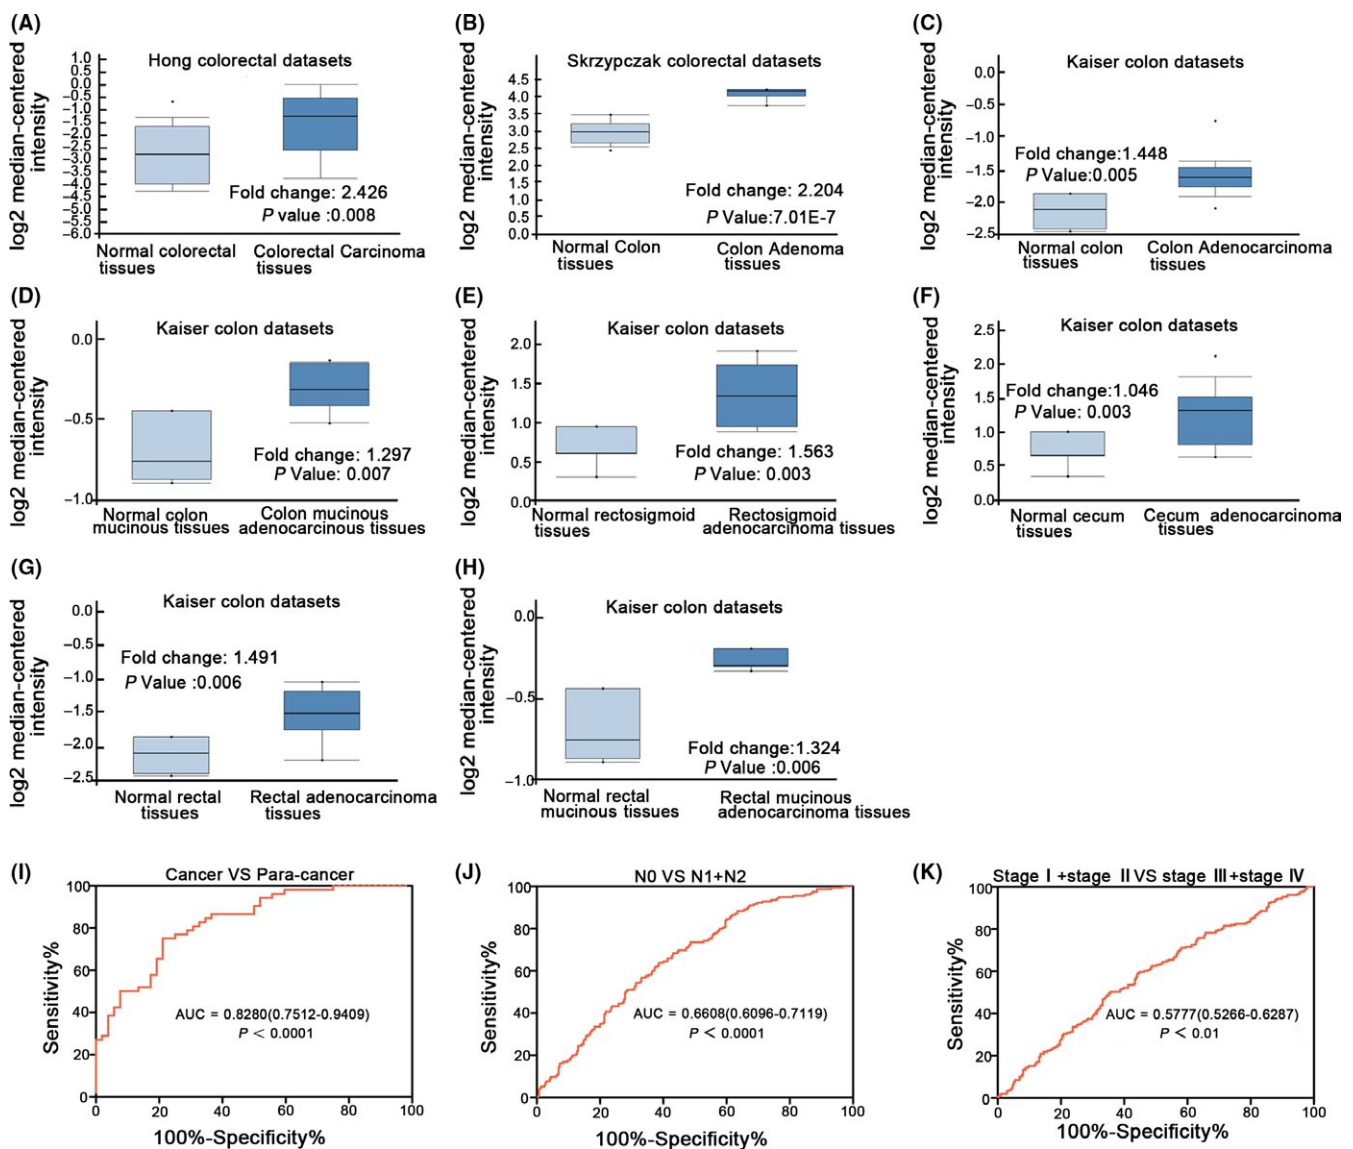 (A)
Hong colorectal datasets
log2 median-centered
intensity
1.0
0.5
0.0
−0.5
−1.0
−1.5
−2.0
−2.5
−3.0
−3.5
−4.0
−4.5
−5.0
−5.5
−6.0
Fold change: 2.426
P value :0.008
Normal colorectal
tissues
Colorectal Carcinoma
tissues
(B)
Skrzypczak colorectal datasets
log2 median-centered
intensity
4.5
4.0
3.5
3.0
2.5
2.0
1.5
1.0
0.5
0.0
Fold change: 2.204
P Value:7.01E-7
Normal Colon
tissues
Colon Adenoma
tissues
(C)
Kaiser colon datasets
log2 median-centered
intensity
0.0
−0.5
−1.0
−1.5
−2.0
−2.5
Fold change:1.448
P Value:0.005
Normal colon
tissues
Colon Adenocarcinoma
tissues
(D)
Kaiser colon datasets
log2 median-centered
intensity
0.0
−0.5
−1.0
Fold change: 1.297
P Value: 0.007
Normal colon
mucinous tissues
Colon mucinous
adenocarcinous tissues
(E)
Kaiser colon datasets
log2 median-centered
intensity
2.0
1.5
1.0
0.5
0.0
Fold change: 1.563
P Value: 0.003
Normal rectosigmoid
tissues
Rectosigmoid
adenocarcinoma tissues
(F)
Kaiser colon datasets
log2 median-centered
intensity
2.5
2.0
1.5
1.0
0.5
0.0
Fold change:1.046
P Value: 0.003
Normal cecum
tissues
Cecum adenocarcinoma
tissues
(G)
Kaiser colon datasets
log2 median-centered
intensity
0.0
−0.5
−1.0
−1.5
−2.0
−2.5
Fold change: 1.491
P Value :0.006
Normal rectal
tissues
Rectal adenocarcinoma
tissues
(H)
Kaiser colon datasets
log2 median-centered
intensity
0.0
−0.5
−1.0
Fold change:1.324
P Value :0.006
Normal rectal
mucinous tissues
Rectal mucinous
adenocarcinoma tissues
(I)
Cancer VS Para-cancer
Sensitivity%
100
80
60
40
20
0
AUC = 0.8280(0.7512-0.9409)
P < 0.0001
0 20 40 60 80 100
100%-Specificity%
(J)
N0 VS N1+N2
Sensitivity%
100
80
60
40
20
0
AUC = 0.6608(0.6096-0.7119)
P < 0.0001
0 20 40 60 80 100
100%-Specificity%
(K)
Stage I +stage II VS stage III+stage IV
Sensitivity%
100
80
60
40
20
0
AUC = 0.5777(0.5266-0.6287)
P < 0.01
0 20 40 60 80 100
100%-Specificity%